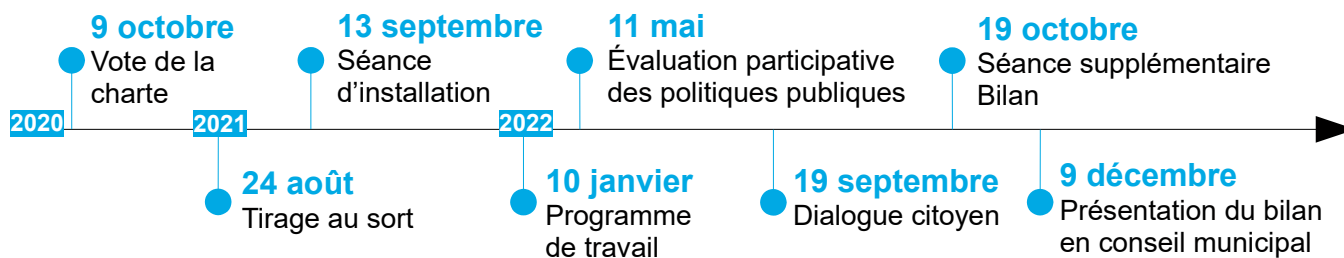 9 octobre
Vote de la
charte
13 septembre
Séance
d’installation
11 mai
Évaluation participative
des politiques publiques
19 octobre
Séance supplémentaire
Bilan
2020
2021
2022
24 août
Tirage au sort
10 janvier
Programme
de travail
19 septembre
Dialogue citoyen
9 décembre
Présentation du bilan
en conseil municipal